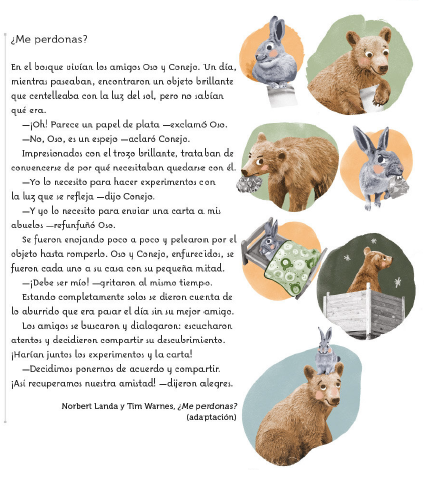 ¿Me perdonas?
En el bosque vivían los amigos Oso y Conejo. Un día,
mientras paseaban, encontraron un objeto brillante
que centelleaba con la luz del sol, pero no sabían
qué era.
—¡Oh! Parece un papel de plata —exclamó Oso.
—No, Oso, es un espejo —aclaró Conejo.
Impresionados con el trozo brillante, trataban de
convencerse de por qué necesitaban quedarse con él.
—Yo lo necesito para hacer experimentos con
la luz que se refleja —dijo Conejo.
—Y yo lo necesito para enviar una carta a mis
abuelos —refunfuñó Oso.
Se fueron enojando poco a poco y pelearon por el
objeto hasta romperlo. Oso y Conejo, enfurecidos, se
fueron cada uno a su casa con su pequeña mitad.
—¡Debe ser mío! —gritaron al mismo tiempo.
Estando completamente solos se dieron cuenta de
lo aburrido que era pasar el día sin su mejor amigo.
Los amigos se buscaron y dialogaron: escucharon
atentos y decidieron compartir su descubrimiento.
¡Harían juntos los experimentos y la carta!
—Decidimos ponernos de acuerdo y compartir.
¡Así recuperamos nuestra amistad! —dijeron alegres.
Norbert Landa y Tim Warnes, ¿Me perdonas?
(adaptación)